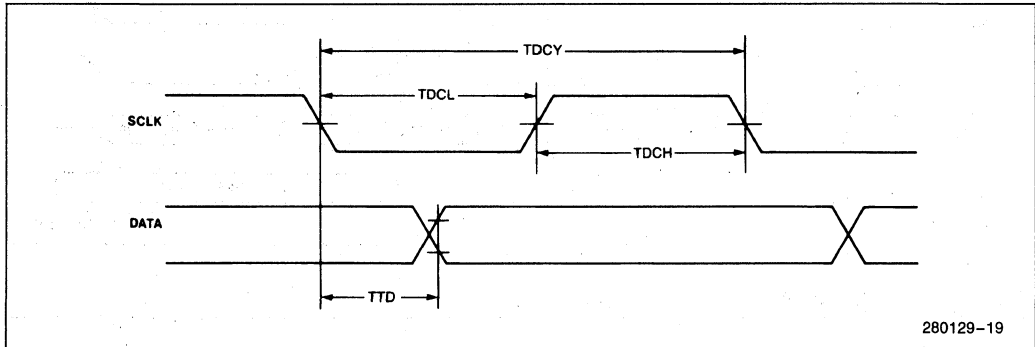 TDCY
TDCL
SCLK
TDCH
DATA
TTD
280129-19